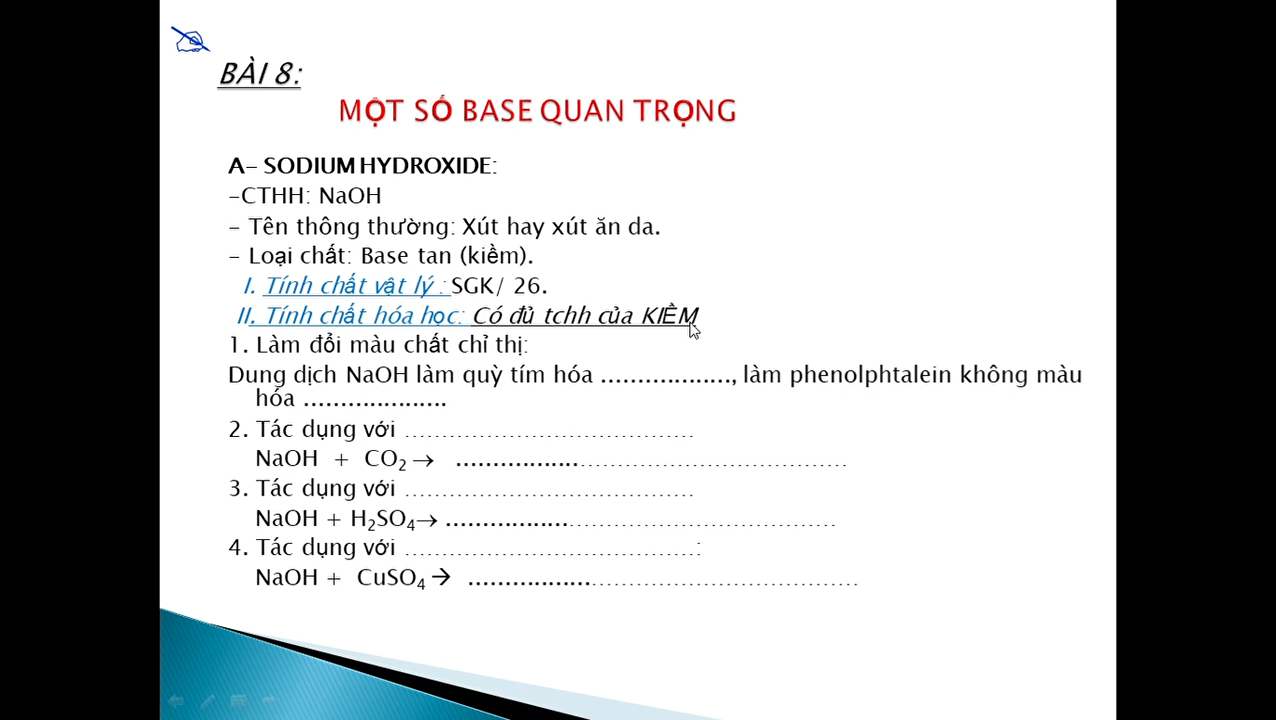 BÀI 8:
MỘT SỐ BASE QUAN TRỌNG
A- SODIUM HYDROXIDE:
-CTHH: NaOH
- Tên thông thường: Xút hay xút ăn da.
- Loại chất: Base tan (kiềm).
I. Tính chất vật lý : SGK/ 26.
II. Tính chất hóa học: Có đủ tchh của KIỀM
1. Làm đổi màu chất chỉ thị:
Dung dịch NaOH làm quỳ tím hóa ………………, làm phenolphtalein không màu
hóa ……………….
2. Tác dụng với …………………………………
NaOH + CO₂ → ……………………………………………
3. Tác dụng với …………………………………
NaOH + H₂SO₄→ ……………………………………………
4. Tác dụng với …………………………………:
NaOH + CuSO₄ → ……………………………………………